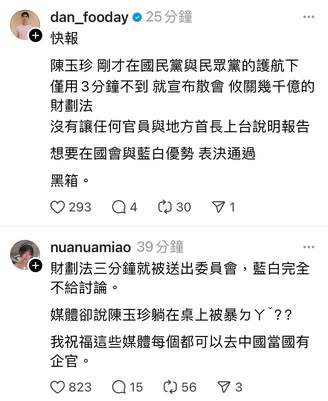 dan_fooday 25分鐘
快報
陳玉珍 剛才在國民黨與民眾黨的護航下
僅用3分鐘不到 就宣布散會 攸關幾千億的
財劃法
沒有讓任何官員與地方首長上台說明報告
想要在國會與藍白優勢 表決通過
黑箱。
293 4 30 1
nuanuamiao 39分鐘
財劃法三分鐘就被送出委員會，藍白完全
不給討論。
媒體卻說陳玉珍躺在桌上被暴ㄉㄚˇ??
我祝福這些媒體每個都可以去中國當國有
企官。
823 15 56 3